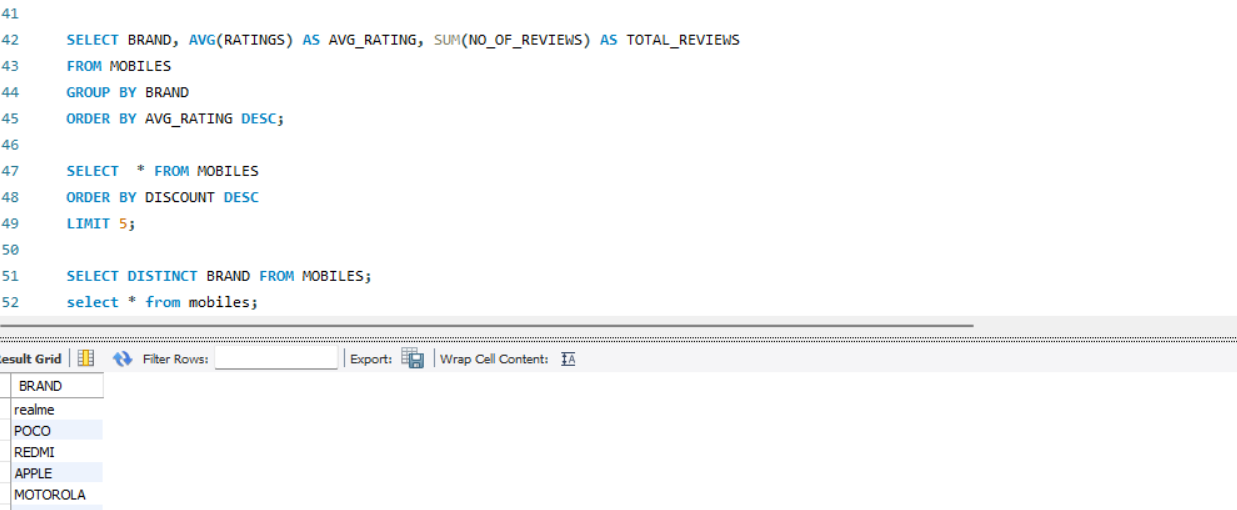 41
42 SELECT BRAND, AVG(RATINGS) AS AVG_RATING, SUM(NO_OF_REVIEWS) AS TOTAL_REVIEWS
43 FROM MOBILES
44 GROUP BY BRAND
45 ORDER BY AVG_RATING DESC;
46
47 SELECT  * FROM MOBILES
48 ORDER BY DISCOUNT DESC
49 LIMIT 5;
50
51 SELECT DISTINCT BRAND FROM MOBILES;
52 select * from mobiles;
Result Grid Filter Rows: Export: Wrap Cell Content: IA
BRAND
realme
POCO
REDMI
APPLE
MOTOROLA